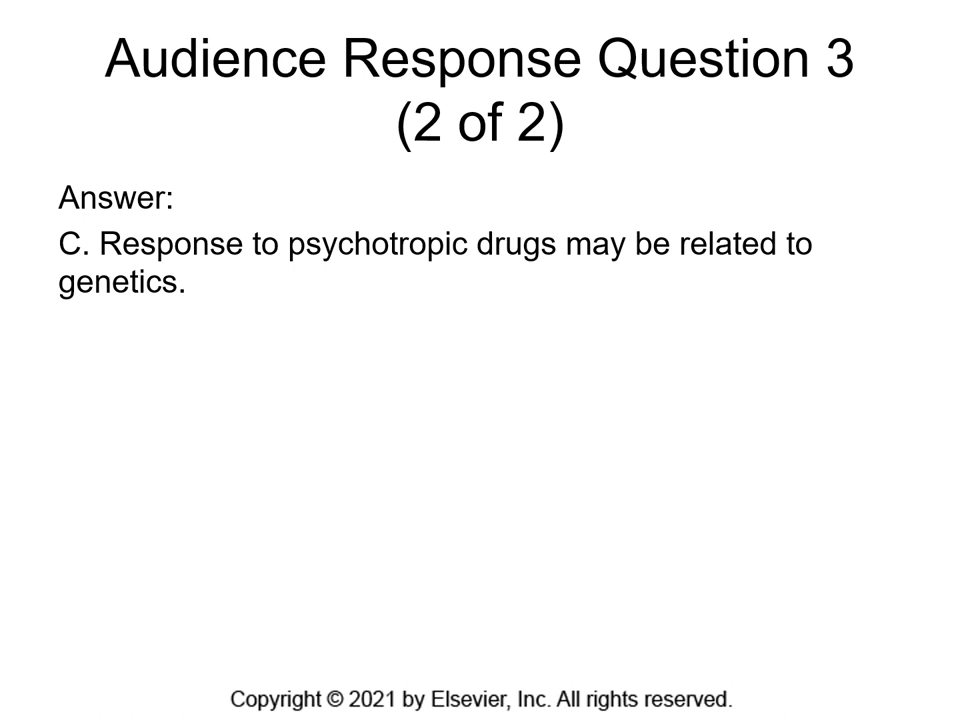 Audience Response Question 3
(2 of 2)
Answer:
C. Response to psychotropic drugs may be related to
genetics.
Copyright © 2021 by Elsevier, Inc. All rights reserved.